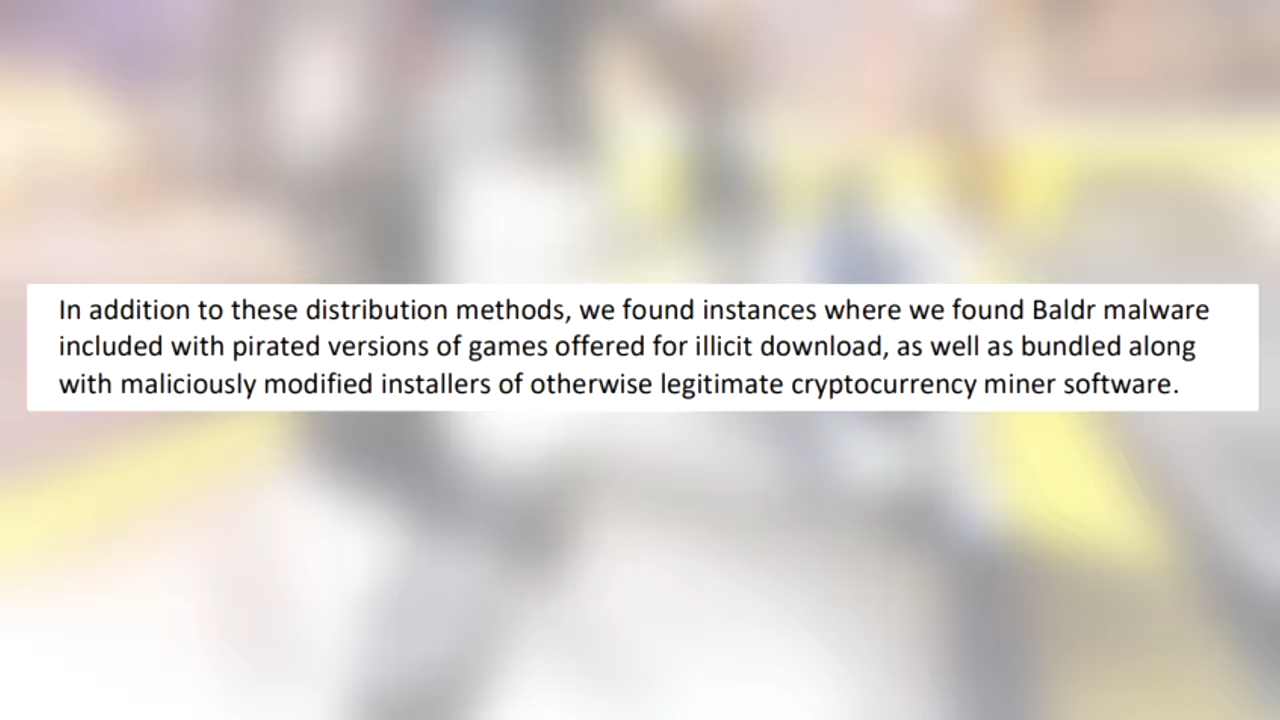 In addition to these distribution methods, we found instances where we found Baldr malware
included with pirated versions of games offered for illicit download, as well as bundled along
with maliciously modified installers of otherwise legitimate cryptocurrency miner software.